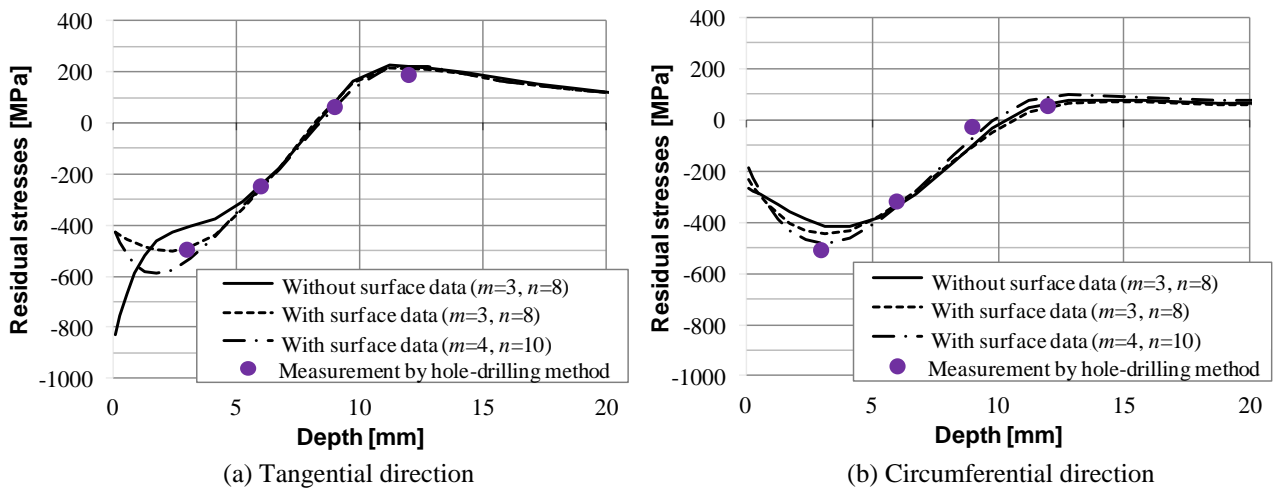 400
200
0
-200
-400
-600
-800
-1000
Residual stresses [MPa]
0 5 10 15 20
Depth [mm]
Without surface data (m=3, n=8)
With surface data (m=3, n=8)
With surface data (m=4, n=10)
Measurement by hole-drilling method
(a) Tangential direction
400
200
0
-200
-400
-600
-800
-1000
Residual stresses [MPa]
0 5 10 15 20
Depth [mm]
Without surface data (m=3, n=8)
With surface data (m=3, n=8)
With surface data (m=4, n=10)
Measurement by hole-drilling method
(b) Circumferential direction